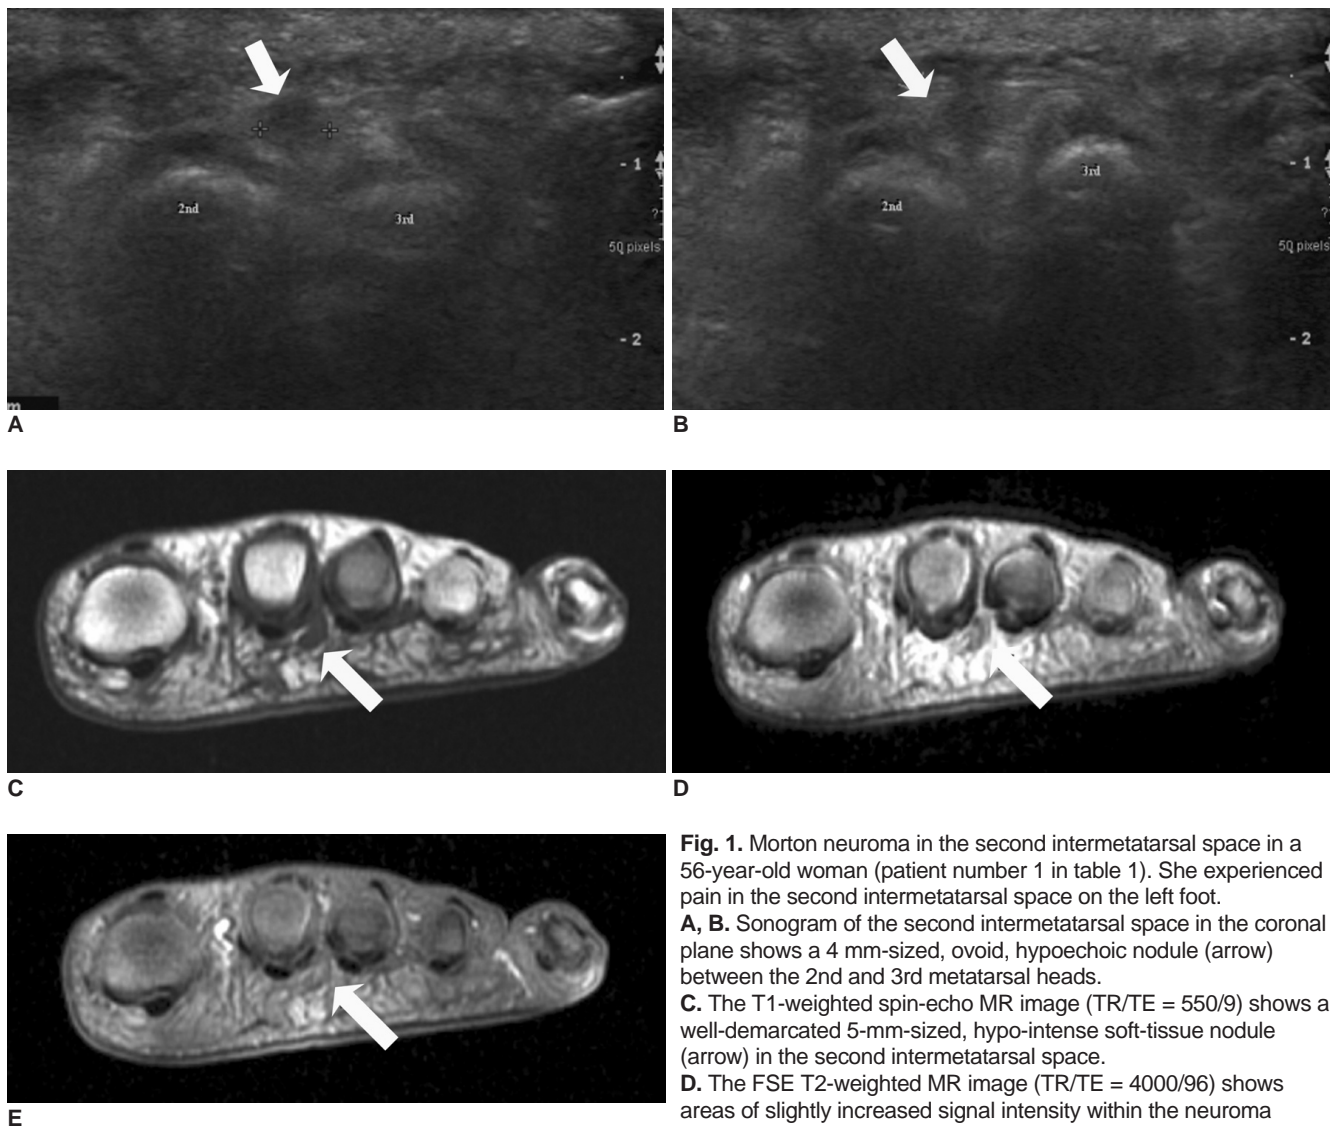 2nd
3rd
- 1
50 pixels
- 2
m
A
2nd
3rd
- 1
50 pixels
- 2
B
C
D
E
Fig. 1. Morton neuroma in the second intermetatarsal space in a
56-year-old woman (patient number 1 in table 1). She experienced
pain in the second intermetatarsal space on the left foot.
A, B. Sonogram of the second intermetatarsal space in the coronal
plane shows a 4 mm-sized, ovoid, hypoechoic nodule (arrow)
between the 2nd and 3rd metatarsal heads.
C. The T1-weighted spin-echo MR image (TR/TE = 550/9) shows a
well-demarcated 5-mm-sized, hypo-intense soft-tissue nodule
(arrow) in the second intermetatarsal space.
D. The FSE T2-weighted MR image (TR/TE = 4000/96) shows
areas of slightly increased signal intensity within the neuroma